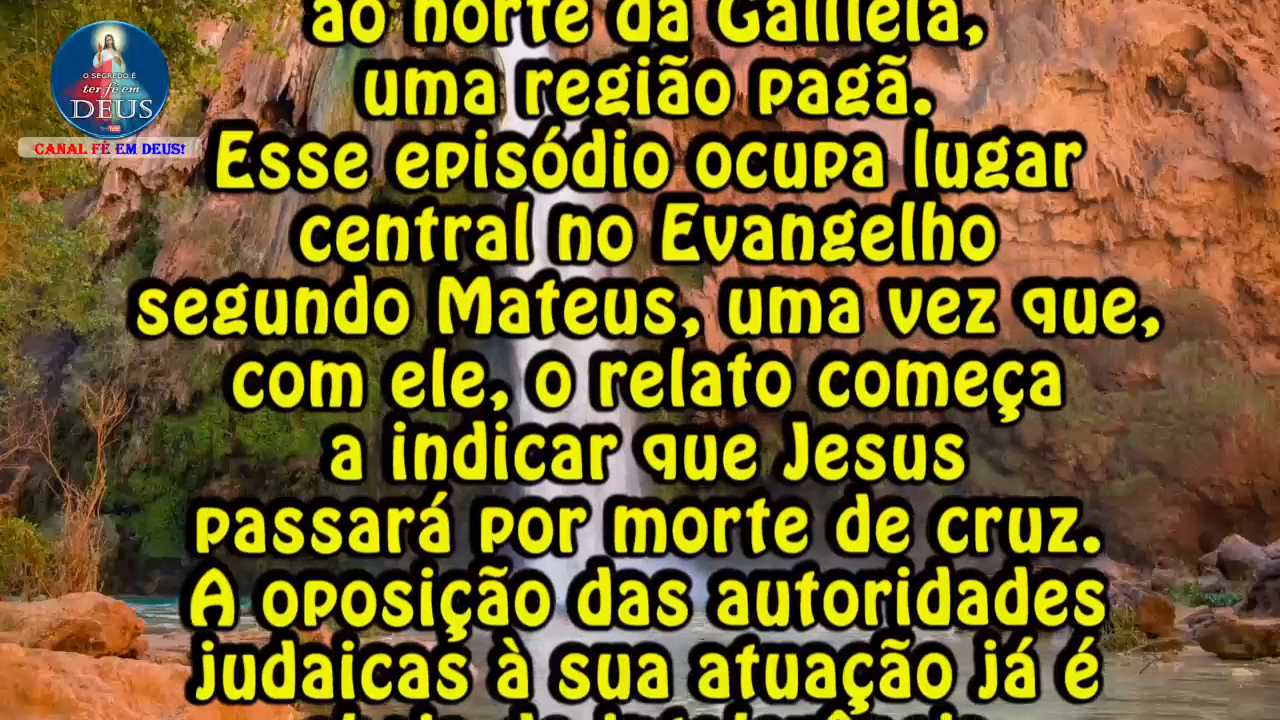 O SEGREDO É
ter fé em
DEUS
CANAL FÉ EM DEUS!
ao norte da Galileia,
uma região pagã.
Esse episódio ocupa lugar
central no Evangelho
segundo Mateus, uma vez que,
com ele, o relato começa
a indicar que Jesus
passará por morte de cruz.
A oposição das autoridades
judaicas à sua atuação já é